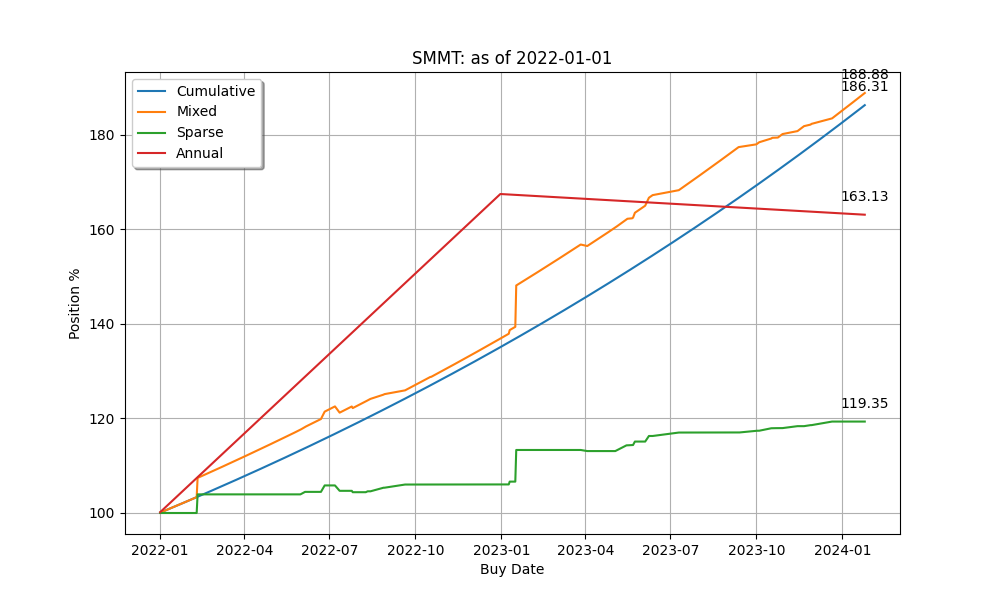 SMMT: as of 2022-01-01
188.88
186.31
Cumulative
Mixed
Sparse
Annual
180
163.13
160
Position %
140
119.35
120
100
2022-01 2022-04 2022-07 2022-10 2023-01 2023-04 2023-07 2023-10 2024-01
Buy Date